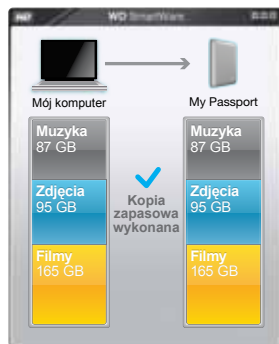 WD SmartWare
Mój komputer
My Passport
Muzyka
87 GB
Zdjęcia
95 GB
Filmy
165 GB
Kopia
zapasowa
wykonana
Muzyka
87 GB
Zdjęcia
95 GB
Filmy
165 GB